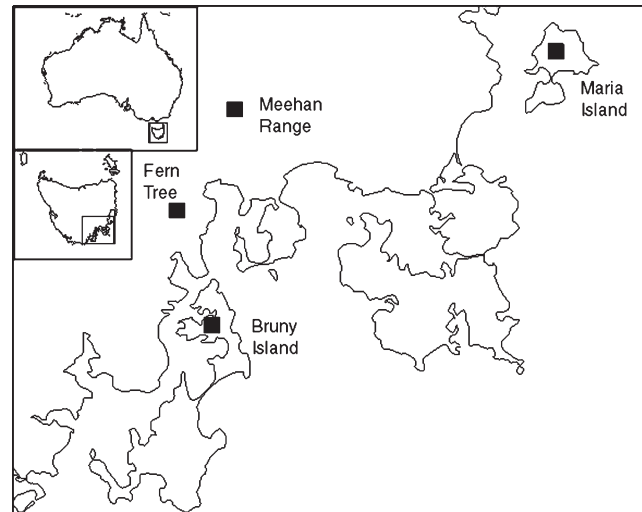 Maria
Island
Meehan
Range
Fern
Tree
Bruny
Island